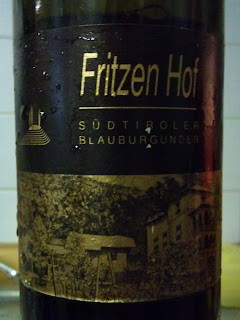 Fritzen Hof
SÜDTIROLER
BLAUBURGUNDER